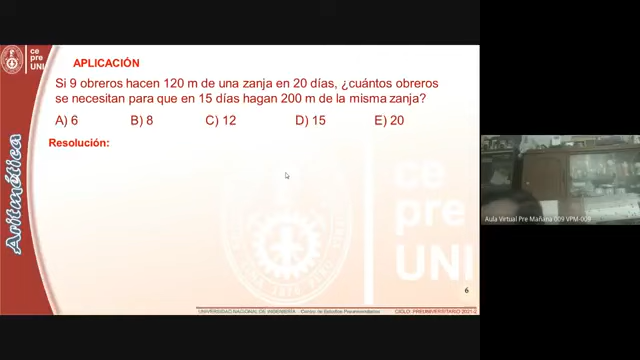 ce
pre
UNI
APLICACIÓN
Si 9 obreros hacen 120 m de una zanja en 20 días, ¿cuántos obreros
se necesitan para que en 15 días hagan 200 m de la misma zanja?
A) 6 B) 8 C) 12 D) 15 E) 20
Resolución:
Aritmética
ce
pre
UNI
1876
6
UNIVERSIDAD NACIONAL DE INGENIERÍA - Centro de Estudios Preuniversitarios CICLO: PREUNIVERSITARIO 2021-2
Aula Virtual Pre Mañana 009 VPM-009